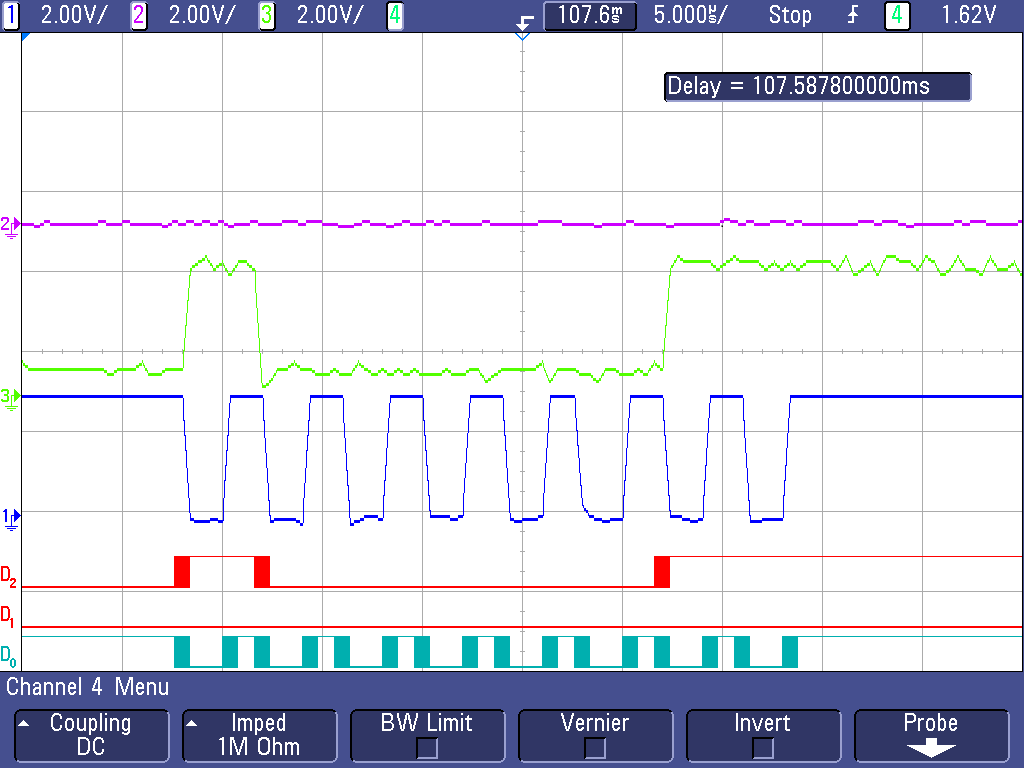 1 2.00V/ 2 2.00V/ 3 2.00V/ 4 107.6ms 5.000us/ Stop 4 1.62V
Delay = 107.587800000ms
2
3
1
D2
D1
D0
Channel 4 Menu
Coupling Imped BW Limit Vernier Invert Probe
DC 1M Ohm